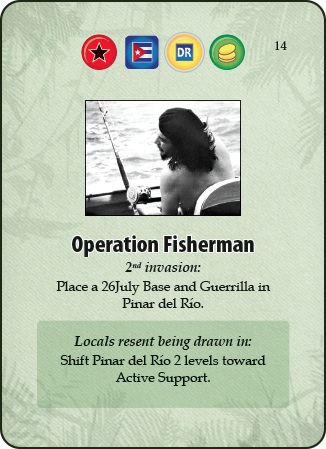 DR
14
Operation Fisherman
2nd invasion:
Place a 26July Base and Guerrilla in
Pinar del Río.
Locals resent being drawn in:
Shift Pinar del Río 2 levels toward
Active Support.